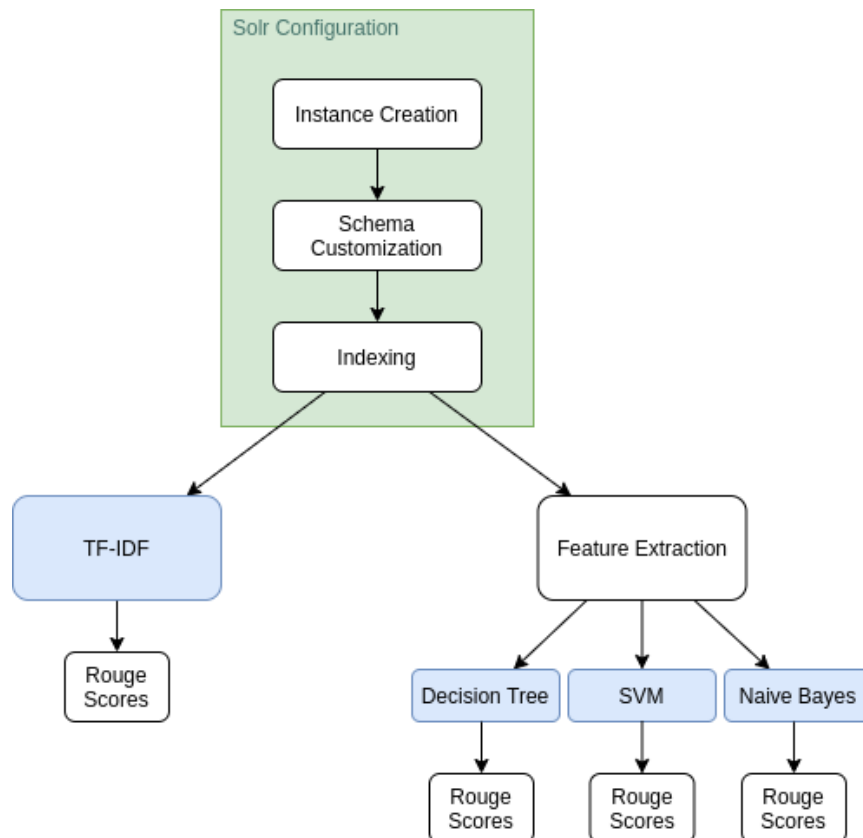 Solr Configuration
Instance Creation
Schema
Customization
Indexing
TF-IDF
Feature Extraction
Rouge
Scores
Decision Tree
SVM
Naive Bayes
Rouge
Scores
Rouge
Scores
Rouge
Scores